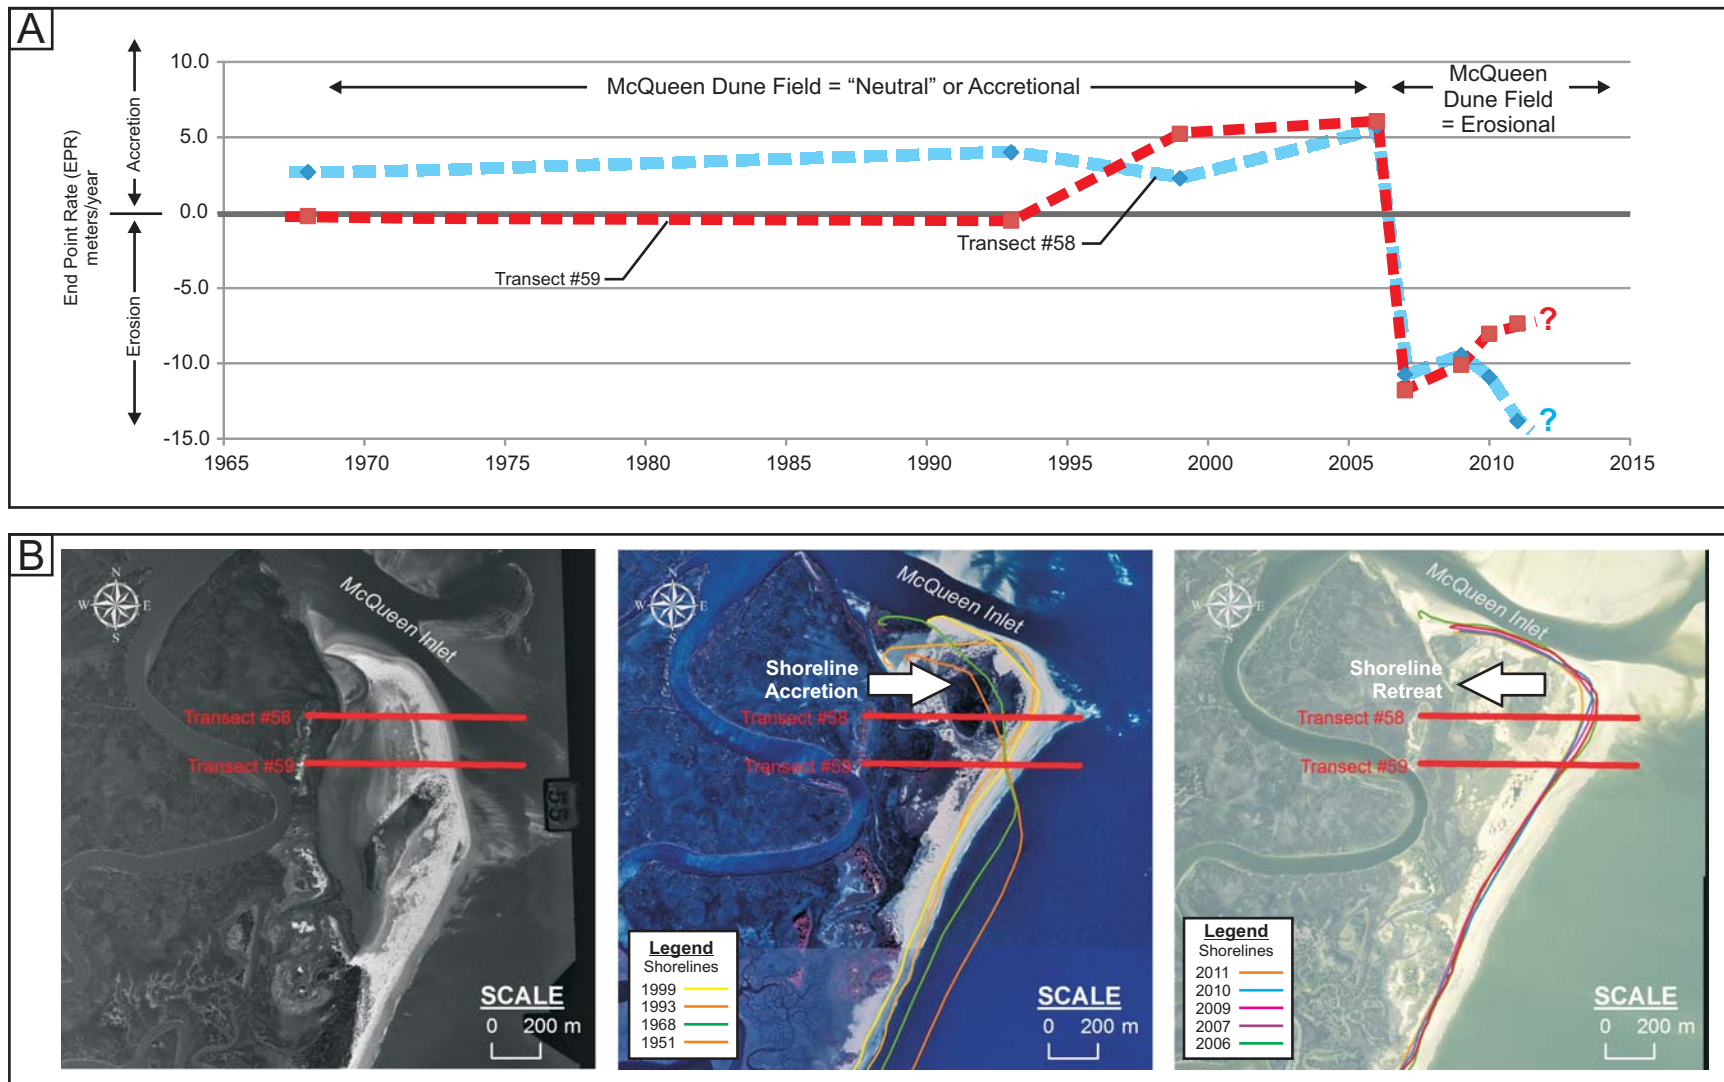 A
End Point Rate (EPR)
meters/year
Accretion
Erosion
10.0
5.0
0.0
-5.0
-10.0
-15.0
1965 1970 1975 1980 1985 1990 1995 2000 2005 2010 2015
McQueen Dune Field = “Neutral” or Accretional
McQueen
Dune Field
= Erosional
Transect #59
Transect #58
?
?
B
N
W E
S
McQueen Inlet
Transect #58
Transect #59
55
SCALE
0 200 m
N
W E
S
McQueen Inlet
Shoreline
Accretion
Transect #58
Transect #59
Legend
Shorelines
1999
1993
1968
1951
SCALE
0 200 m
N
W E
S
McQueen Inlet
Shoreline
Retreat
Transect #58
Transect #59
Legend
Shorelines
2011
2010
2009
2007
2006
SCALE
0 200 m